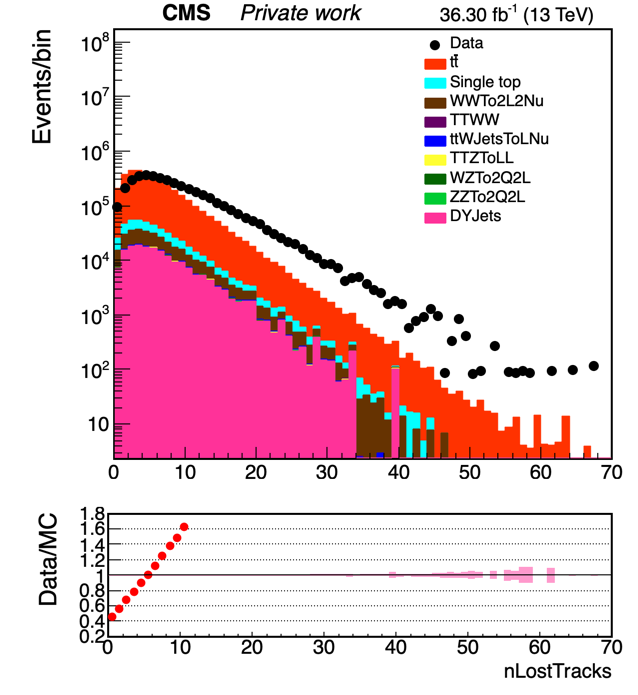 CMS Private work 36.30 fb⁻¹ (13 TeV)
Events/bin
10⁸
10⁷
10⁶
10⁵
10⁴
10³
10²
10
Data
tt̄
Single top
WWTo2L2Nu
TTWW
ttWJetsToLNu
TTZToLL
WZTo2Q2L
ZZTo2Q2L
DYJets
0 10 20 30 40 50 60 70
Data/MC
1.8
1.6
1.4
1.2
1
0.8
0.6
0.4
0.2
0 10 20 30 40 50 60 70
nLostTracks